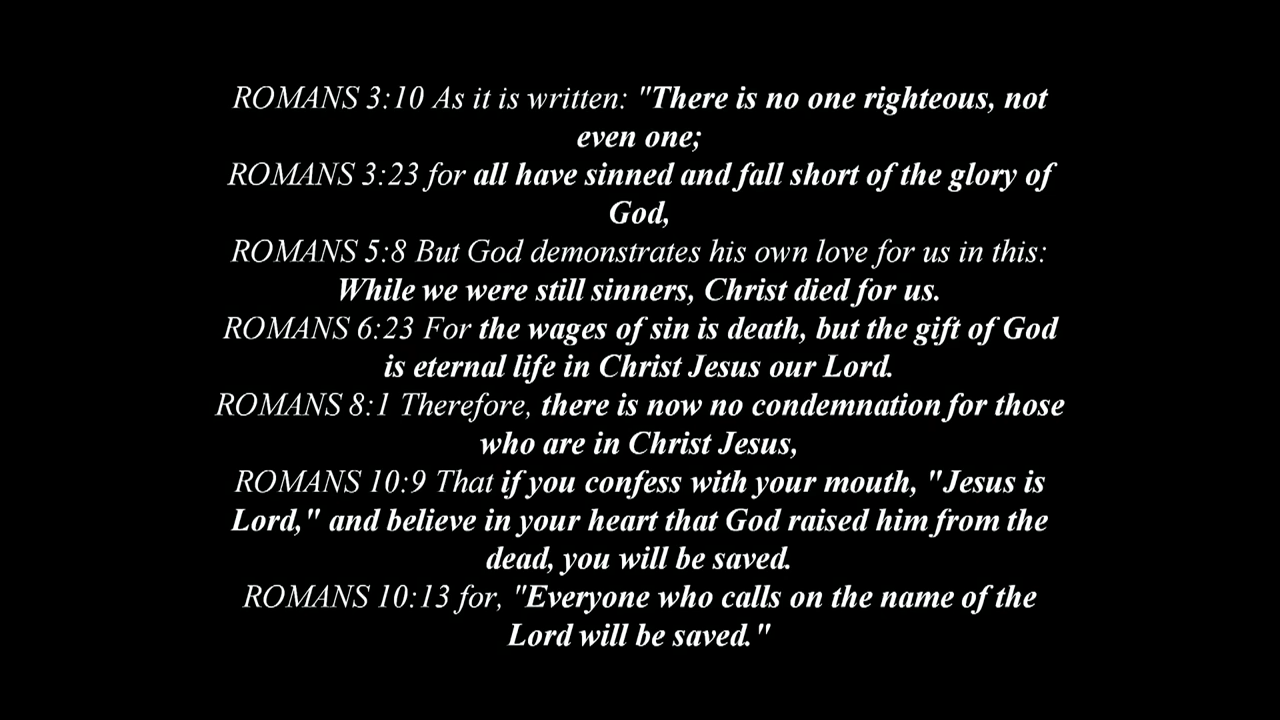 ROMANS 3:10 As it is written: "There is no one righteous, not
even one;
ROMANS 3:23 for all have sinned and fall short of the glory of
God,
ROMANS 5:8 But God demonstrates his own love for us in this:
While we were still sinners, Christ died for us.
ROMANS 6:23 For the wages of sin is death, but the gift of God
is eternal life in Christ Jesus our Lord.
ROMANS 8:1 Therefore, there is now no condemnation for those
who are in Christ Jesus,
ROMANS 10:9 That if you confess with your mouth, "Jesus is
Lord," and believe in your heart that God raised him from the
dead, you will be saved.
ROMANS 10:13 for, "Everyone who calls on the name of the
Lord will be saved."